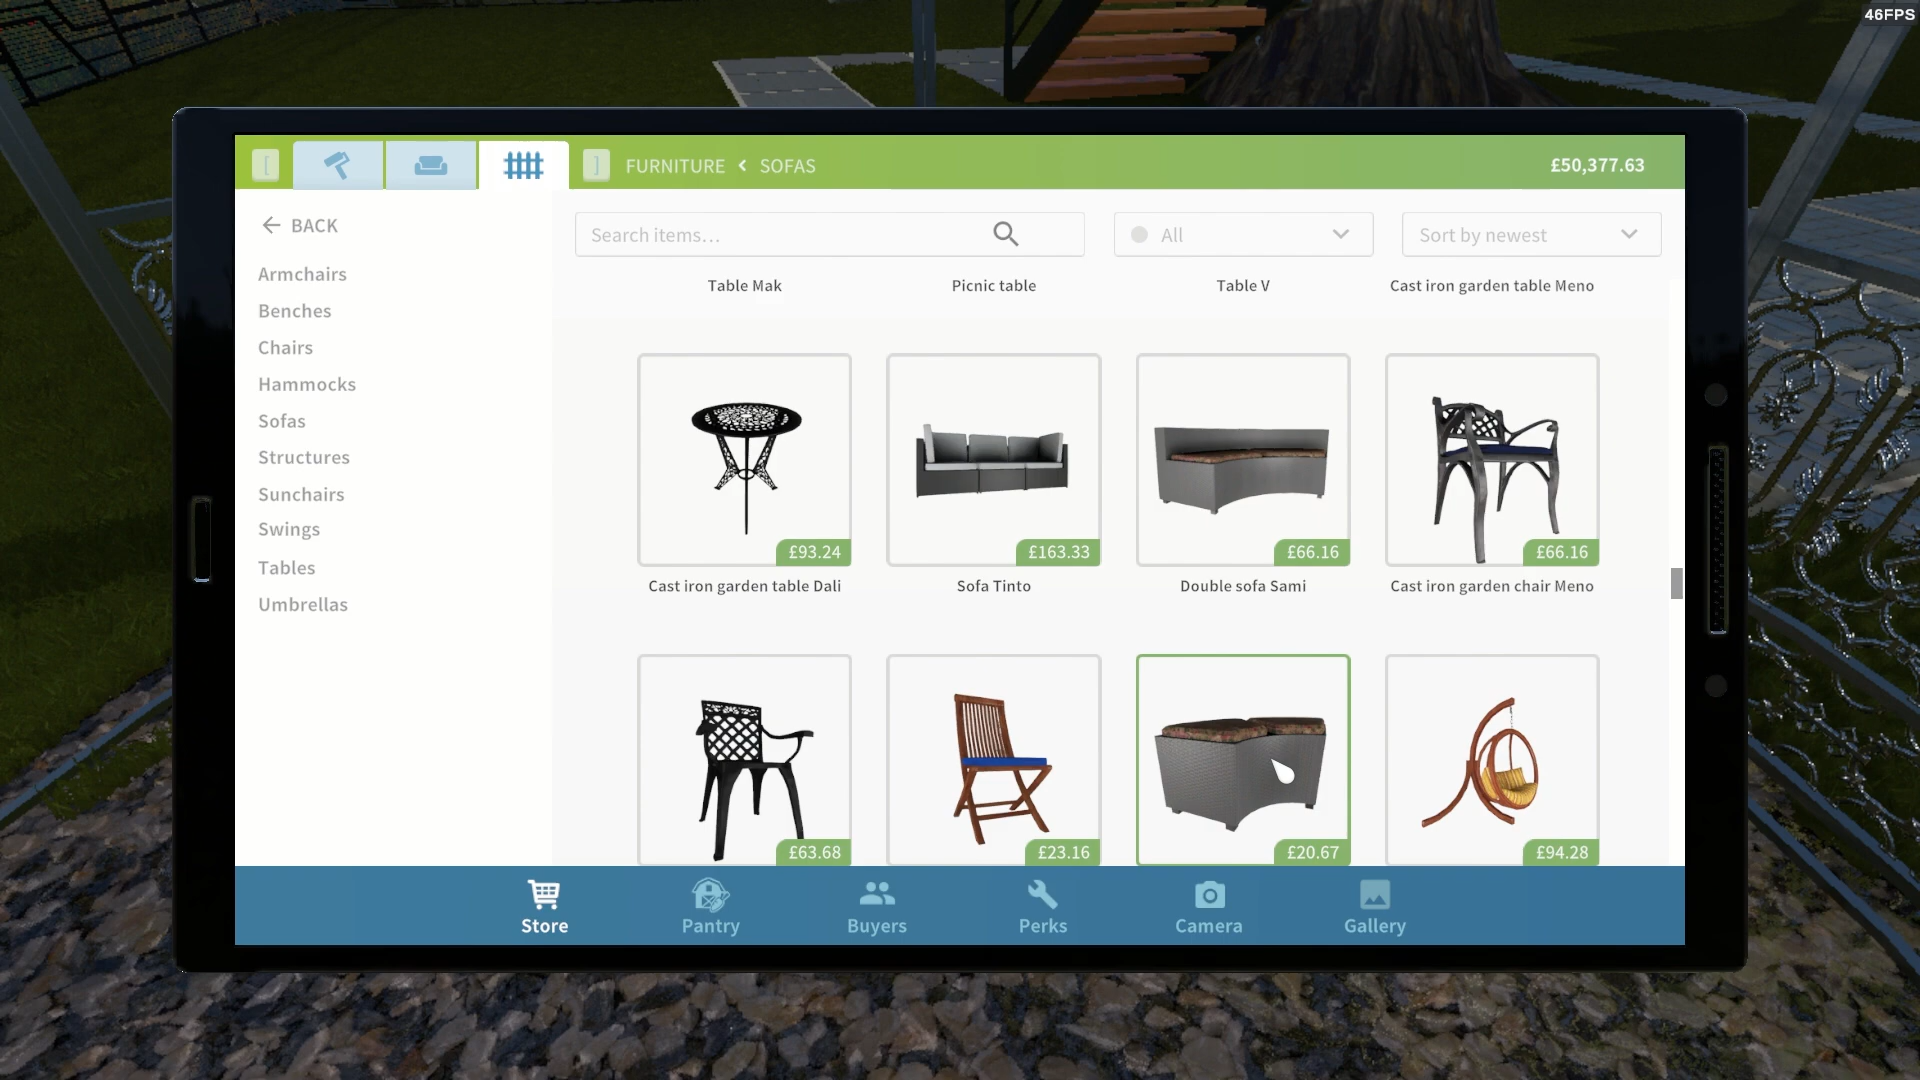 46FPS
[
]
FURNITURE < SOFAS
£50,377.63
BACK
Armchairs
Benches
Chairs
Hammocks
Sofas
Structures
Sunchairs
Swings
Tables
Umbrellas
Search items...
All
Sort by newest
Table Mak
Picnic table
Table V
Cast iron garden table Meno
£93.24
£163.33
£66.16
£66.16
Cast iron garden table Dali
Sofa Tinto
Double sofa Sami
Cast iron garden chair Meno
£63.68
£23.16
£20.67
£94.28
Store
Pantry
Buyers
Perks
Camera
Gallery